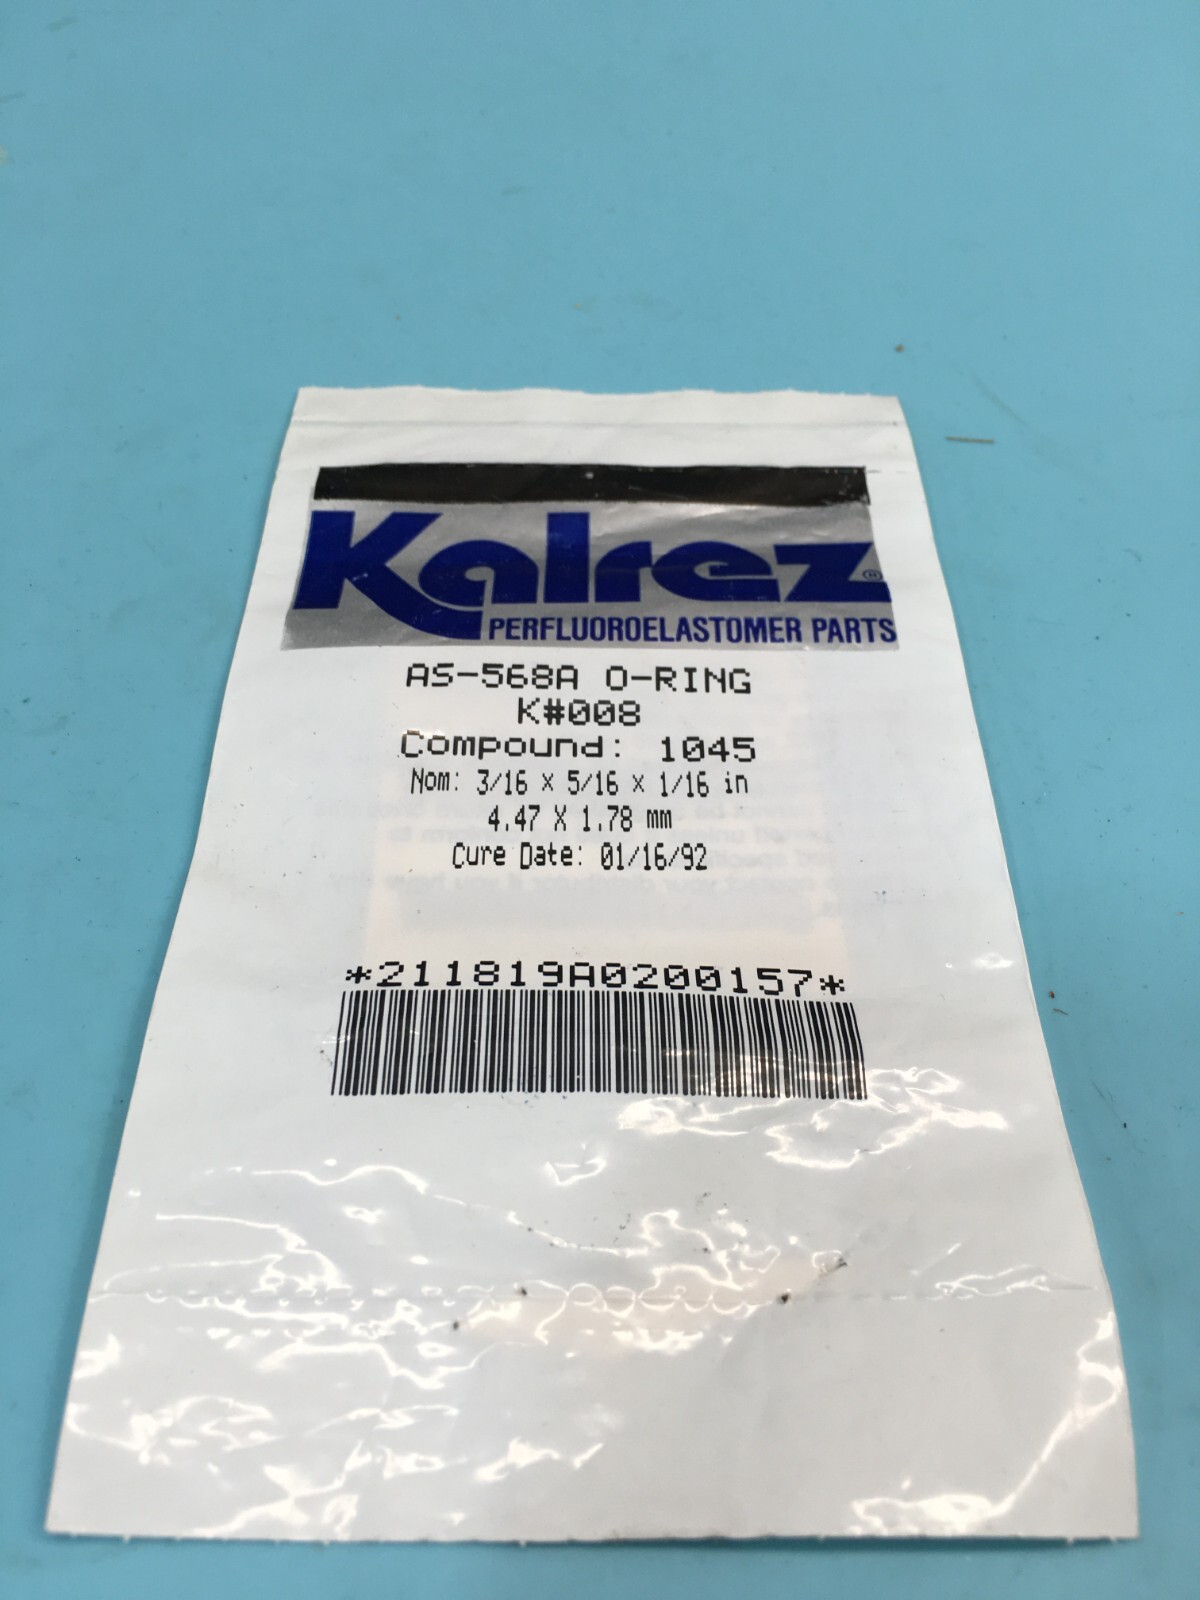 Kalrez®
PERFLUOROELASTOMER PARTS
AS-568A O-RING
K#008
Compound: 1045
Nom: 3/16 x 5/16 x 1/16 in
4.47 X 1.78 mm
Cure Date: 01/16/92
*211819A0200157*